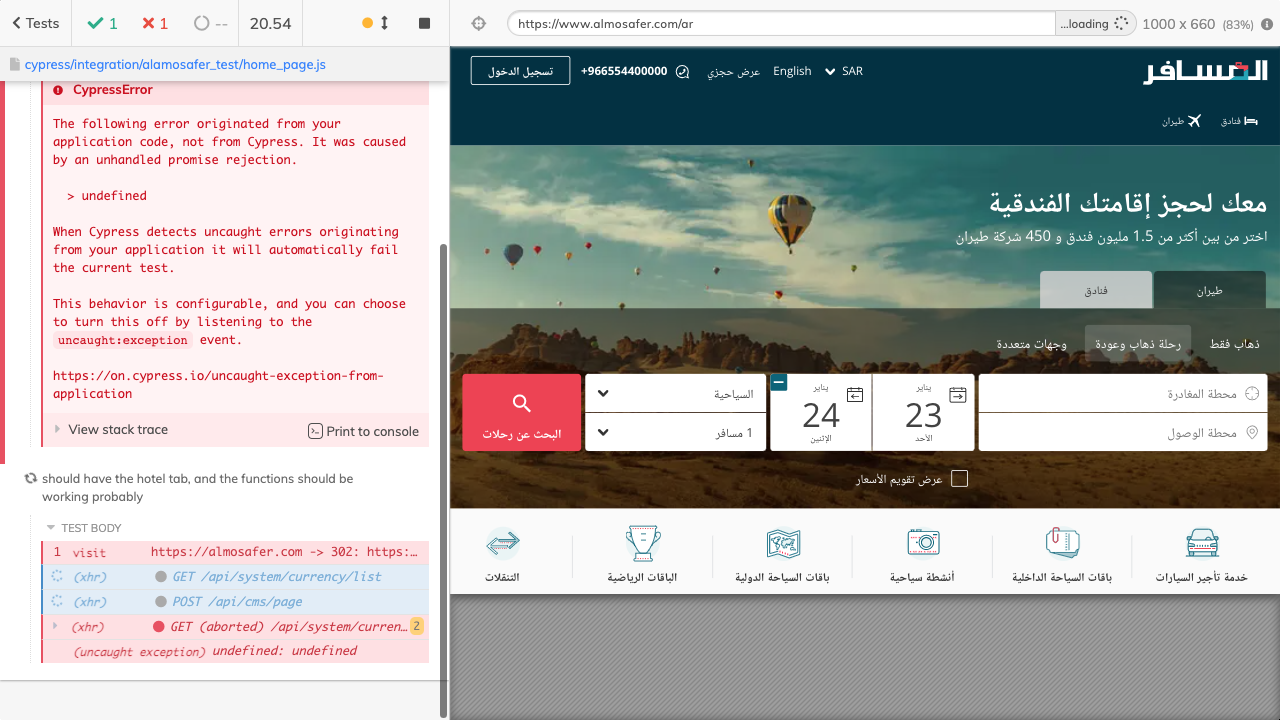 Tests
1
1
--
20.54
https://www.almosafer.com/ar
...loading
1000 x 660 (83%)
cypress/integration/alamosafer_test/home_page.js
CypressError
The following error originated from your
application code, not from Cypress. It was caused
by an unhandled promise rejection.
> undefined
When Cypress detects uncaught errors originating
from your application it will automatically fail
the current test.
This behavior is configurable, and you can choose
to turn this off by listening to the
uncaught:exception event.
https://on.cypress.io/uncaught-exception-from-
application
View stack trace
Print to console
should have the hotel tab, and the functions should be
working probably
TEST BODY
1 visit https://almosafer.com -> 302: https:...
(xhr) GET /api/system/currency/list
(xhr) POST /api/cms/page
(xhr) GET (aborted) /api/system/curren... 2
(uncaught exception) undefined: undefined
المسافر
SAR
English
عرض حجزي
+966554400000
تسجيل الدخول
فنادق
طيران
معك لحجز إقامتك الفندقية
اختر من بين أكثر من 1.5 مليون فندق و 450 شركة طيران
طيران
فنادق
ذهاب فقط
رحلة ذهاب وعودة
وجهات متعددة
محطة المغادرة
محطة الوصول
يناير
23
الأحد
يناير
24
الإثنين
السياحية
1 مسافر
البحث عن رحلات
عرض تقويم الأسعار
خدمة تأجير السيارات
باقات السياحة الداخلية
أنشطة سياحية
باقات السياحة الدولية
الباقات الرياضية
التنقلات